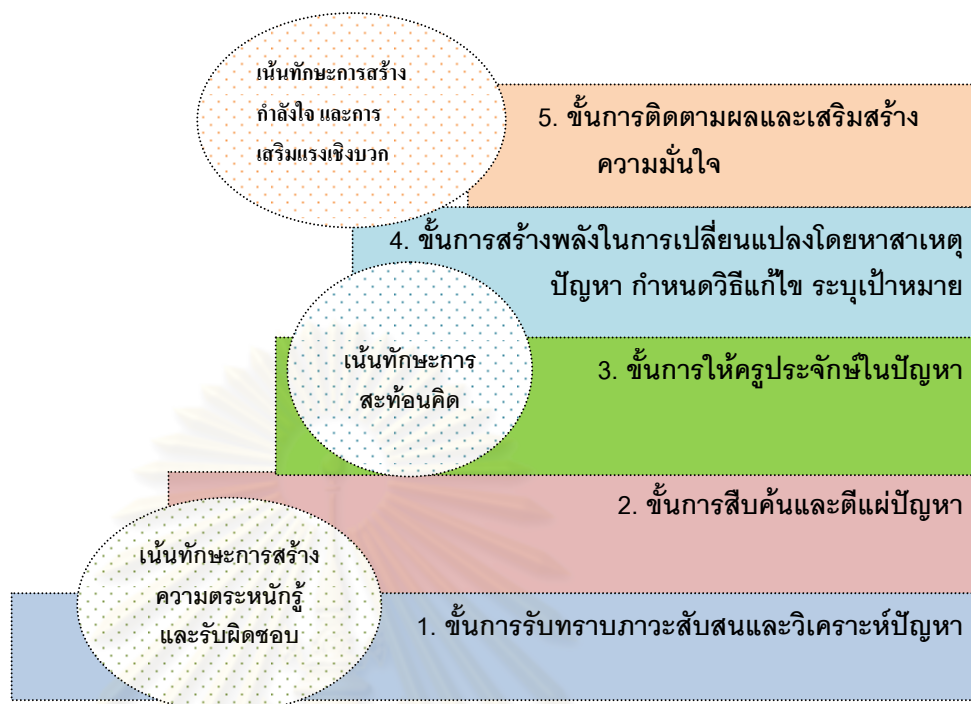 เน้นทักษะการสร้าง
กำลังใจ และการ
เสริมแรงเชิงบวก
5. ขั้นการติดตามผลและเสริมสร้าง
ความมั่นใจ
4. ขั้นการสร้างพลังในการเปลี่ยนแปลงโดยหาสาเหตุ
ปัญหา กำหนดวิธีแก้ไข ระบุเป้าหมาย
เน้นทักษะการ
สะท้อนคิด
3. ขั้นการให้ครูประจักษ์ในปัญหา
2. ขั้นการสืบค้นและตีแผ่ปัญหา
เน้นทักษะการสร้าง
ความตระหนักรู้
และรับผิดชอบ
1. ขั้นการรับทราบภาวะสับสนและวิเคราะห์ปัญหา